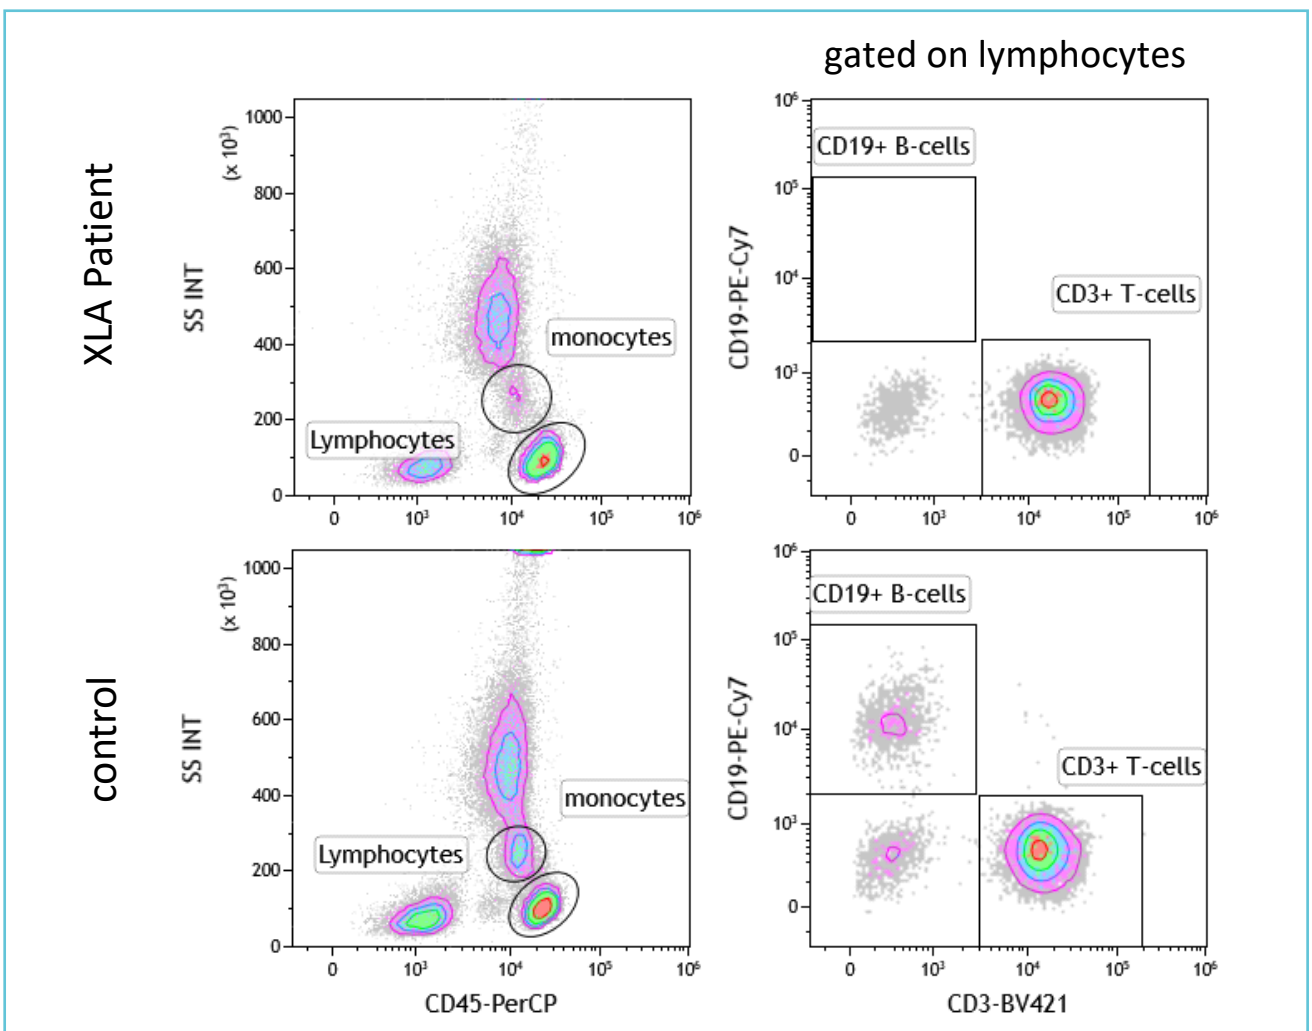 gated on lymphocytes
XLA Patient
(x 10³)
SS INT
1000
800
600
400
200
0
monocytes
Lymphocytes
0 10³ 10⁴ 10⁵ 10⁶
CD19-PE-Cy7
10⁶
10⁵
10⁴
10³
0
CD19+ B-cells
CD3+ T-cells
0 10³ 10⁴ 10⁵ 10⁶
control
(x 10³)
SS INT
1000
800
600
400
200
0
monocytes
Lymphocytes
0 10³ 10⁴ 10⁵ 10⁶
CD45-PerCP
CD19-PE-Cy7
10⁶
10⁵
10⁴
10³
0
CD19+ B-cells
CD3+ T-cells
0 10³ 10⁴ 10⁵ 10⁶
CD3-BV421